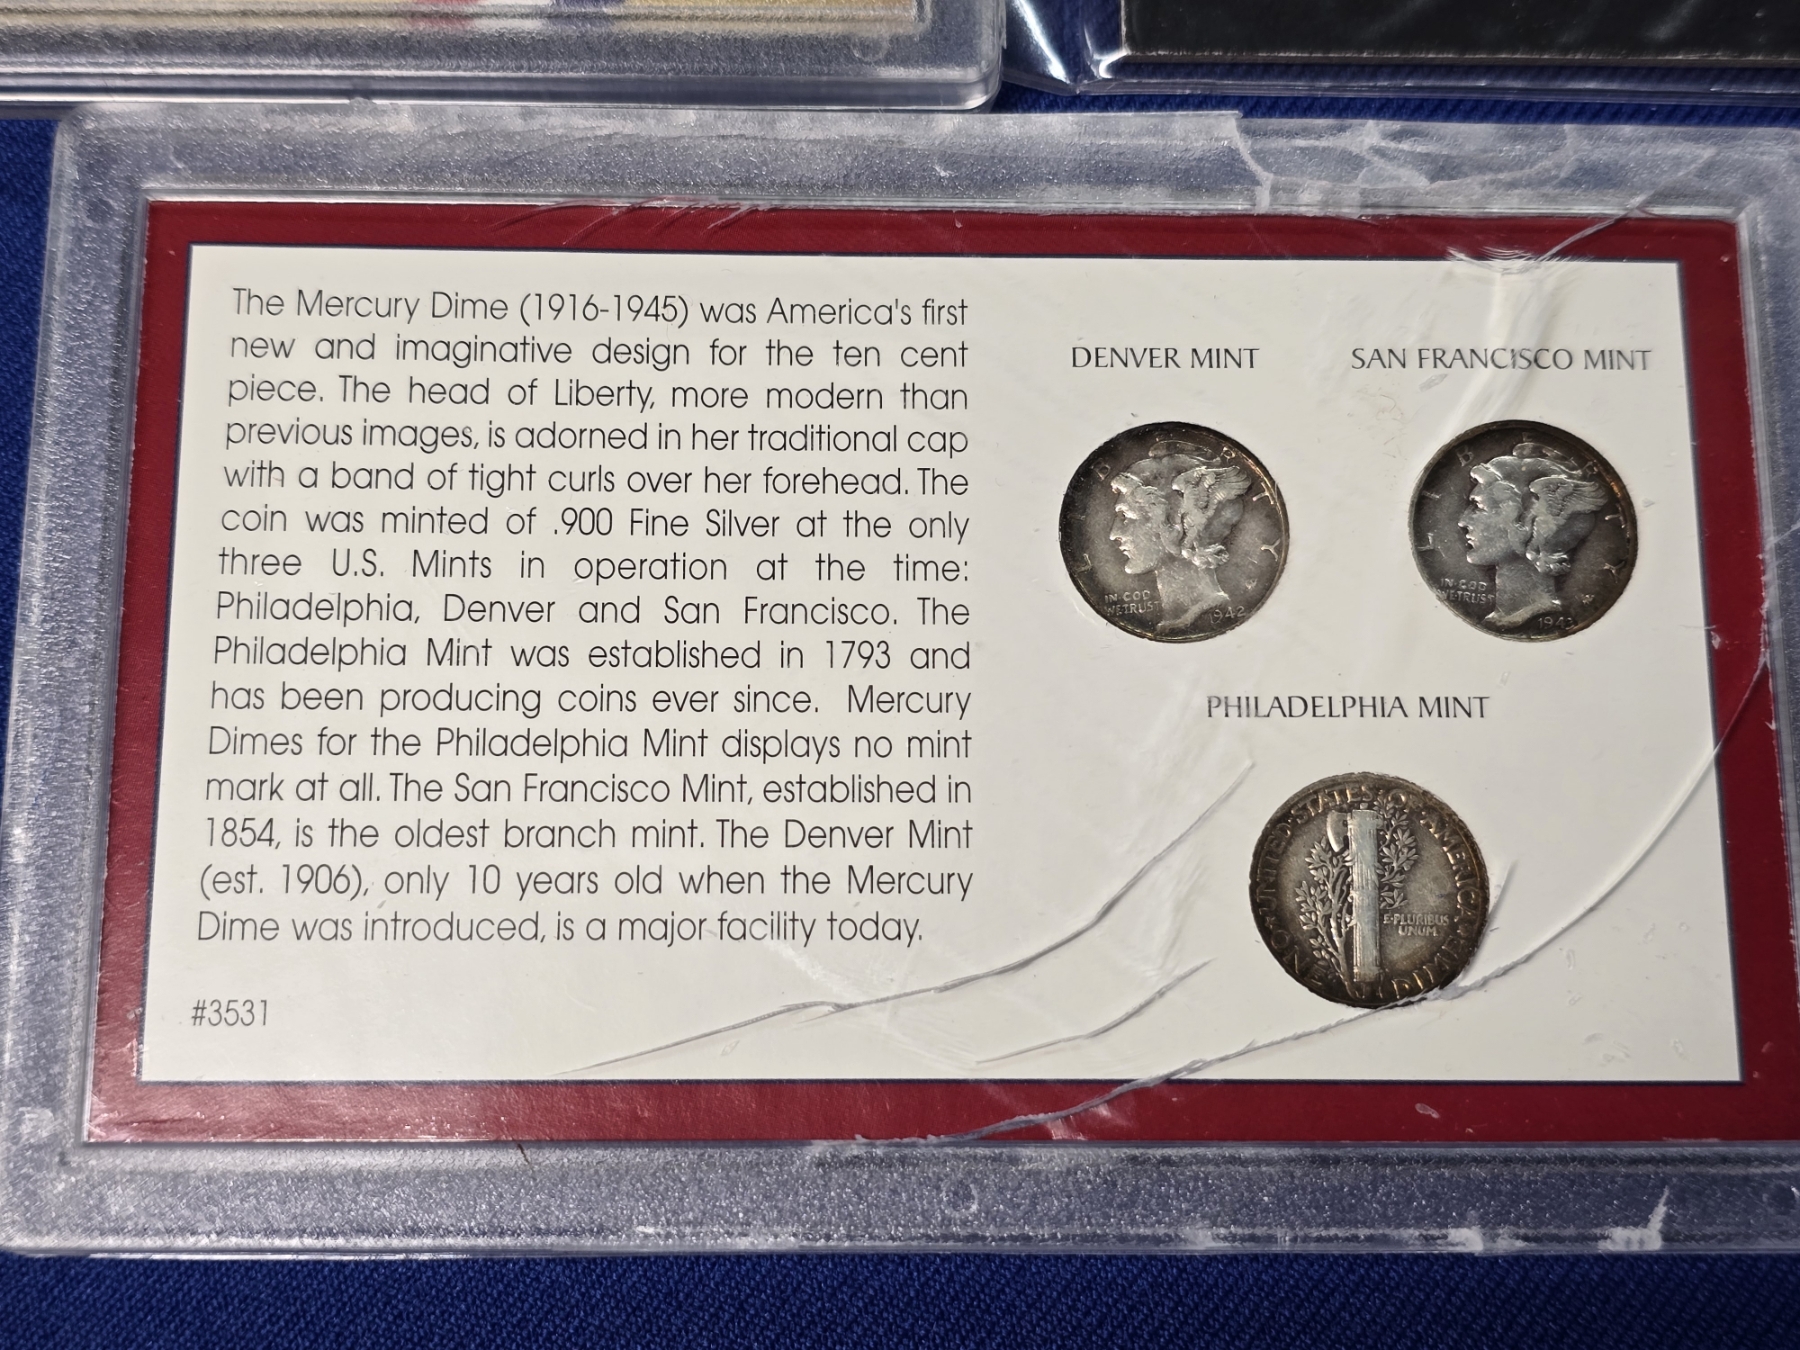 The Mercury Dime (1916-1945) was America's first
new and imaginative design for the ten cent
piece. The head of Liberty, more modern than
previous images, is adorned in her traditional cap
with a band of tight curls over her forehead. The
coin was minted of .900 Fine Silver at the only
three U.S. Mints in operation at the time:
Philadelphia, Denver and San Francisco. The
Philadelphia Mint was established in 1793 and
has been producing coins ever since. Mercury
Dimes for the Philadelphia Mint displays no mint
mark at all. The San Francisco Mint, established in
1854, is the oldest branch mint. The Denver Mint
(est. 1906), only 10 years old when the Mercury
Dime was introduced, is a major facility today.
#3531
DENVER MINT
LIBERTY
IN GOD
WE TRUST
1942
SAN FRANCISCO MINT
LIBERTY
IN GOD
WE TRUST
PHILADELPHIA MINT
UNITED STATES OF AMERICA
E PLURIBUS
UNUM
ONE DIME